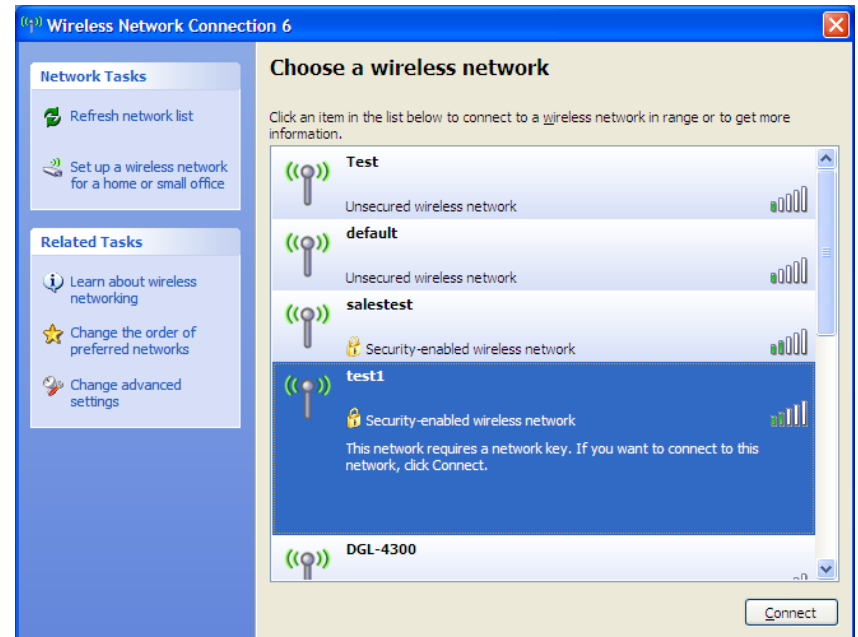 Wireless Network Connection 6
Network Tasks
Refresh network list
Set up a wireless network
for a home or small office
Related Tasks
Learn about wireless
networking
Change the order of
preferred networks
Change advanced
settings
Choose a wireless network
Click an item in the list below to connect to a wireless network in range or to get more
information.
Test
Unsecured wireless network
default
Unsecured wireless network
salestest
Security-enabled wireless network
test1
Security-enabled wireless network
This network requires a network key. If you want to connect to this
network, click Connect.
DGL-4300
Connect